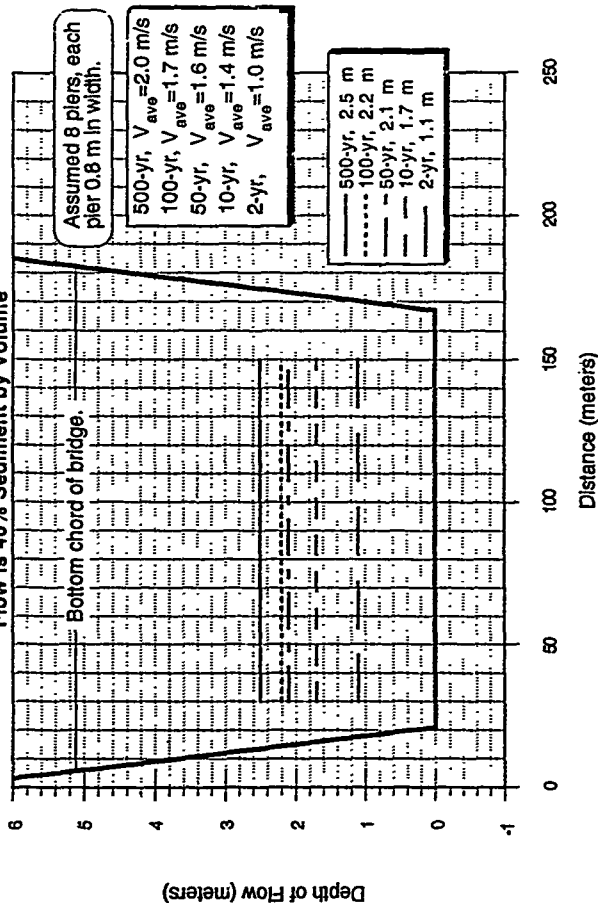 Flow is 40% Sediment by Volume
Assumed 8 piers, each
pier 0.8 m in width.
Bottom chord of bridge.
500-yr, Vave=2.0 m/s
100-yr, Vave=1.7 m/s
50-yr, Vave=1.6 m/s
10-yr, Vave=1.4 m/s
2-yr, Vave=1.0 m/s
500-yr, 2.5 m
100-yr, 2.2 m
50-yr, 2.1 m
10-yr, 1.7 m
2-yr, 1.1 m
Depth of Flow (meters)
6
5
4
3
2
1
0
-1
0
50
100
150
200
250
Distance (meters)